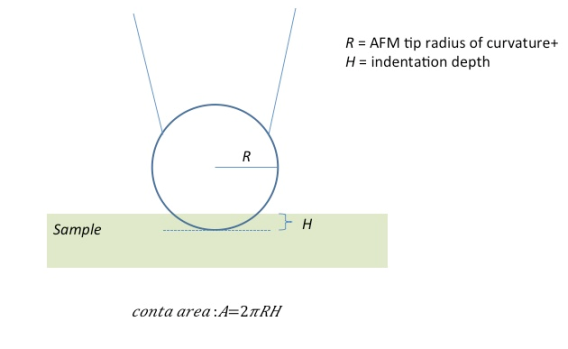 R = AFM tip radius of curvature+
H = indentation depth
R
H
Sample
conta area :A=2πRH